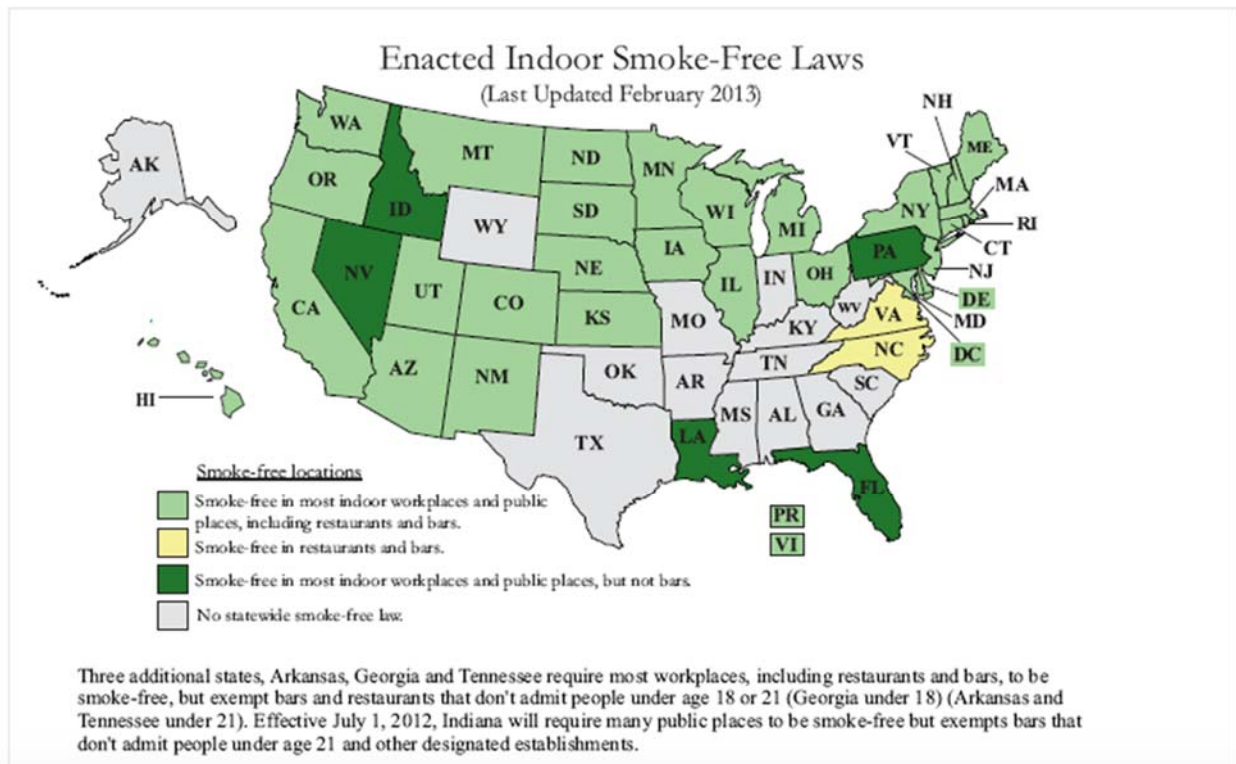 Enacted Indoor Smoke-Free Laws
(Last Updated February 2013)
NH
WA
VT
ME
AK
MT
ND
MN
OR
MA
ID
SD
WI
NY
WY
MI
RI
IA
CT
PA
NV
NE
OH
NJ
UT
IL
IN
DE
CO
CA
WV
VA
MD
KS
MO
KY
NC
DC
AZ
TN
NM
OK
AR
SC
HI
MS
AL
GA
LA
TX
Smoke-free locations
FL
Smoke-free in most indoor workplaces and public
places, including restaurants and bars.
PR
Smoke-free in restaurants and bars.
VI
Smoke-free in most indoor workplaces and public places, but not bars.
No statewide smoke-free law.
Three additional states, Arkansas, Georgia and Tennessee require most workplaces, including restaurants and bars, to be
smoke-free, but exempt bars and restaurants that don't admit people under age 18 or 21 (Georgia under 18) (Arkansas and
Tennessee under 21). Effective July 1, 2012, Indiana will require many public places to be smoke-free but exempts bars that
don't admit people under age 21 and other designated establishments.